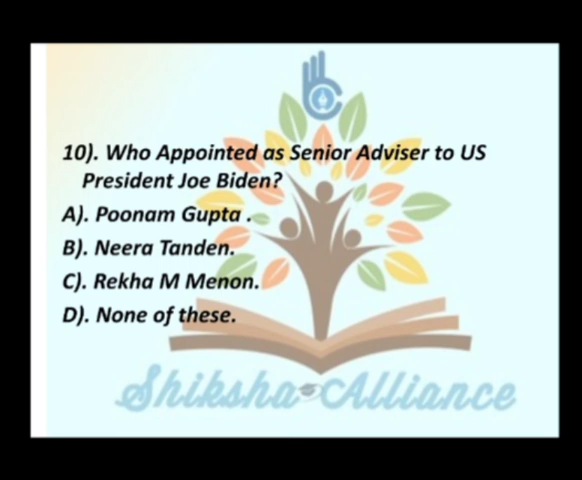 10). Who Appointed as Senior Adviser to US
President Joe Biden?
A). Poonam Gupta .
B). Neera Tanden.
C). Rekha M Menon.
D). None of these.
Shiksha Alliance